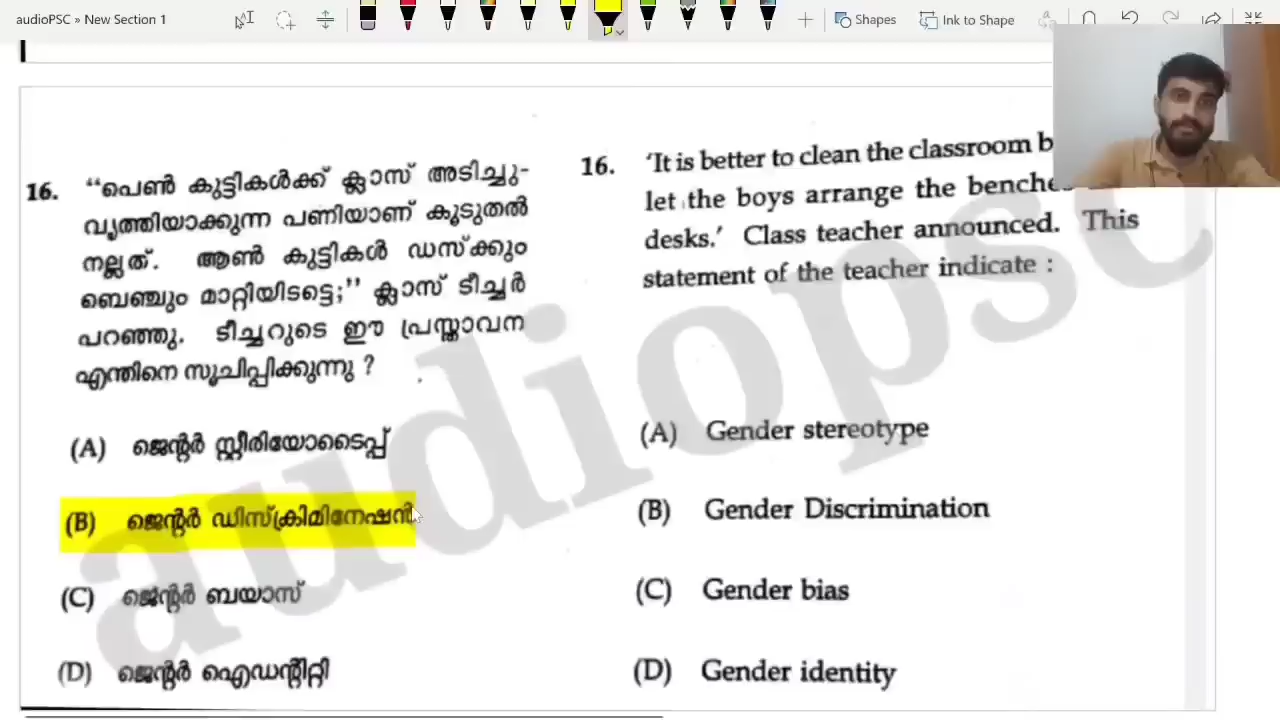 audioPSC » New Section 1
Shapes
Ink to Shape
16. “പെൺ കുട്ടികൾക്ക് ക്ലാസ് അടിച്ചു-
വൃത്തിയാക്കുന്ന പണിയാണ് കൂടുതൽ
നല്ലത്. ആൺ കുട്ടികൾ ഡസ്ക്കും
ബെഞ്ചും മാറ്റിയിടട്ടെ;” ക്ലാസ് ടീച്ചർ
പറഞ്ഞു. ടീച്ചറുടെ ഈ പ്രസ്താവന
എന്തിനെ സൂചിപ്പിക്കുന്നു ?
(A) ജെന്റർ സ്റ്റീരിയോടൈപ്പ്
(B) ജെന്റർ ഡിസ്ക്രിമിനേഷൻ
(C) ജെന്റർ ബയാസ്
(D) ജെന്റർ ഐഡന്റിറ്റി
16. ‘It is better to clean the classroom
let the boys arrange the
desks.’ Class teacher announced. This
statement of the teacher indicate :
(A) Gender stereotype
(B) Gender Discrimination
(C) Gender bias
(D) Gender identity
audiopsc